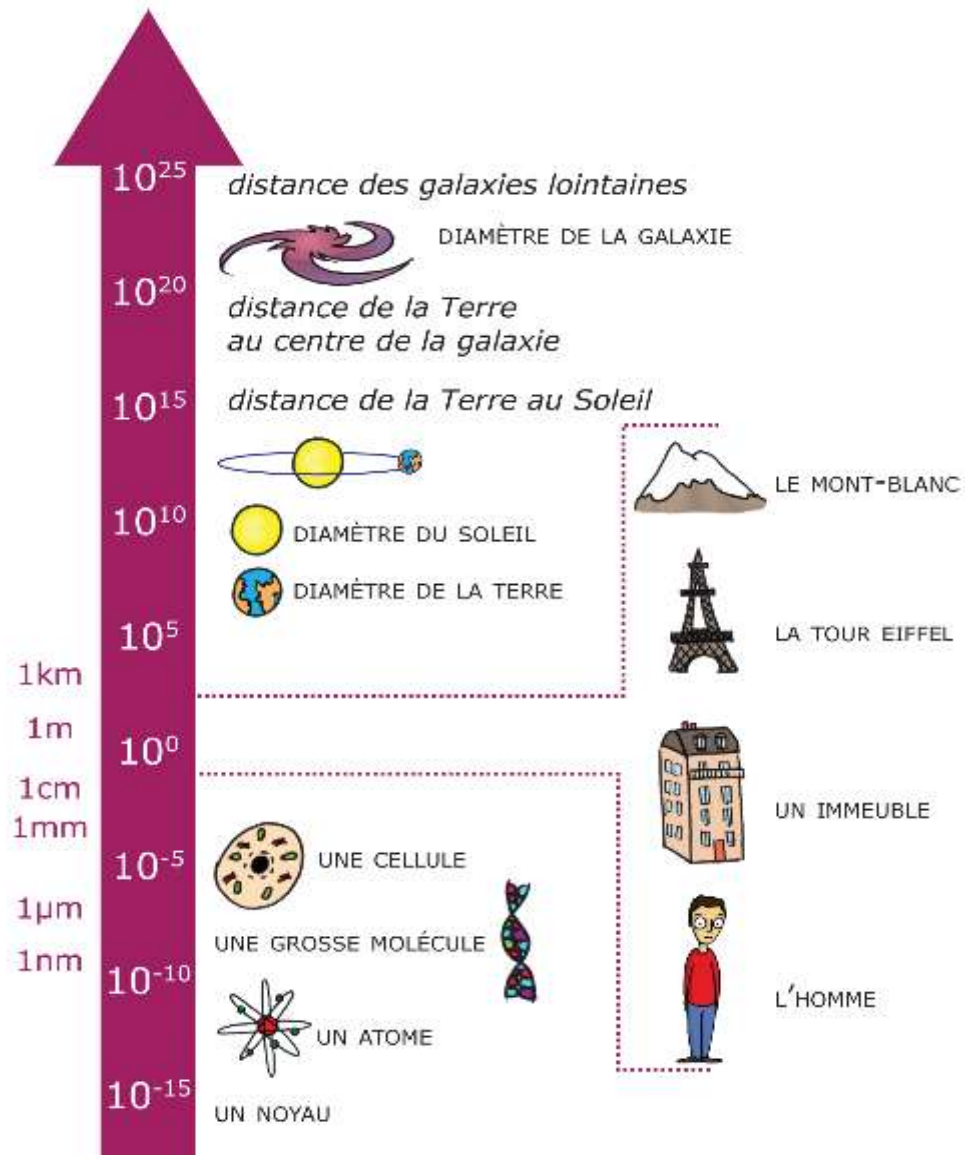 10²⁵
distance des galaxies lointaines
DIAMÈTRE DE LA GALAXIE
10²⁰
distance de la Terre
au centre de la galaxie
10¹⁵
distance de la Terre au Soleil
LE MONT-BLANC
10¹⁰
DIAMÈTRE DU SOLEIL
DIAMÈTRE DE LA TERRE
10⁵
LA TOUR EIFFEL
1km
1m
10⁰
1cm
UN IMMEUBLE
1mm
10⁻⁵
UNE CELLULE
1µm
UNE GROSSE MOLÉCULE
1nm
10⁻¹⁰
L'HOMME
UN ATOME
10⁻¹⁵
UN NOYAU